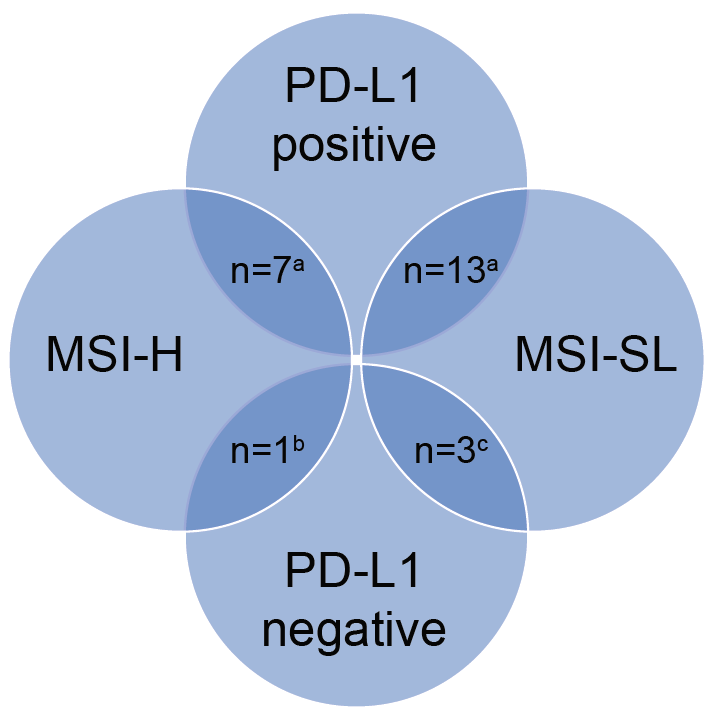 PD-L1
positive
n=7ᵃ
n=13ᵃ
MSI-H
MSI-SL
n=1ᵇ
n=3ᶜ
PD-L1
negative